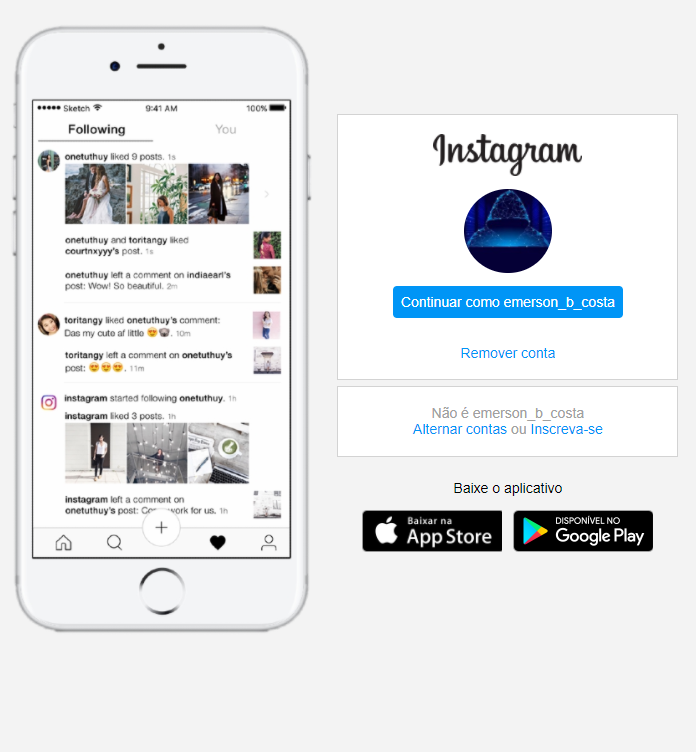 Sketch 9:41 AM 100%
Following You
onetuthuy liked 9 posts. 1s
onetuthuy and toritangy liked
courtnxyyy's post. 1s
onetuthuy left a comment on indiaearl's
post: Wow! So beautiful. 2m
toritangy liked onetuthuy's comment:
Das my cute af little 😍🐶. 10m
toritangy left a comment on onetuthuy's
post: 😍😍😍. 11m
instagram started following onetuthuy. 1h
instagram liked 3 posts. 1h
instagram left a comment on
onetuthuy's post: work for us. 1h
Instagram
Continuar como emerson_b_costa
Remover conta
Não é emerson_b_costa
Alternar contas ou Inscreva-se
Baixe o aplicativo
Baixar na
App Store
DISPONÍVEL NO
Google Play